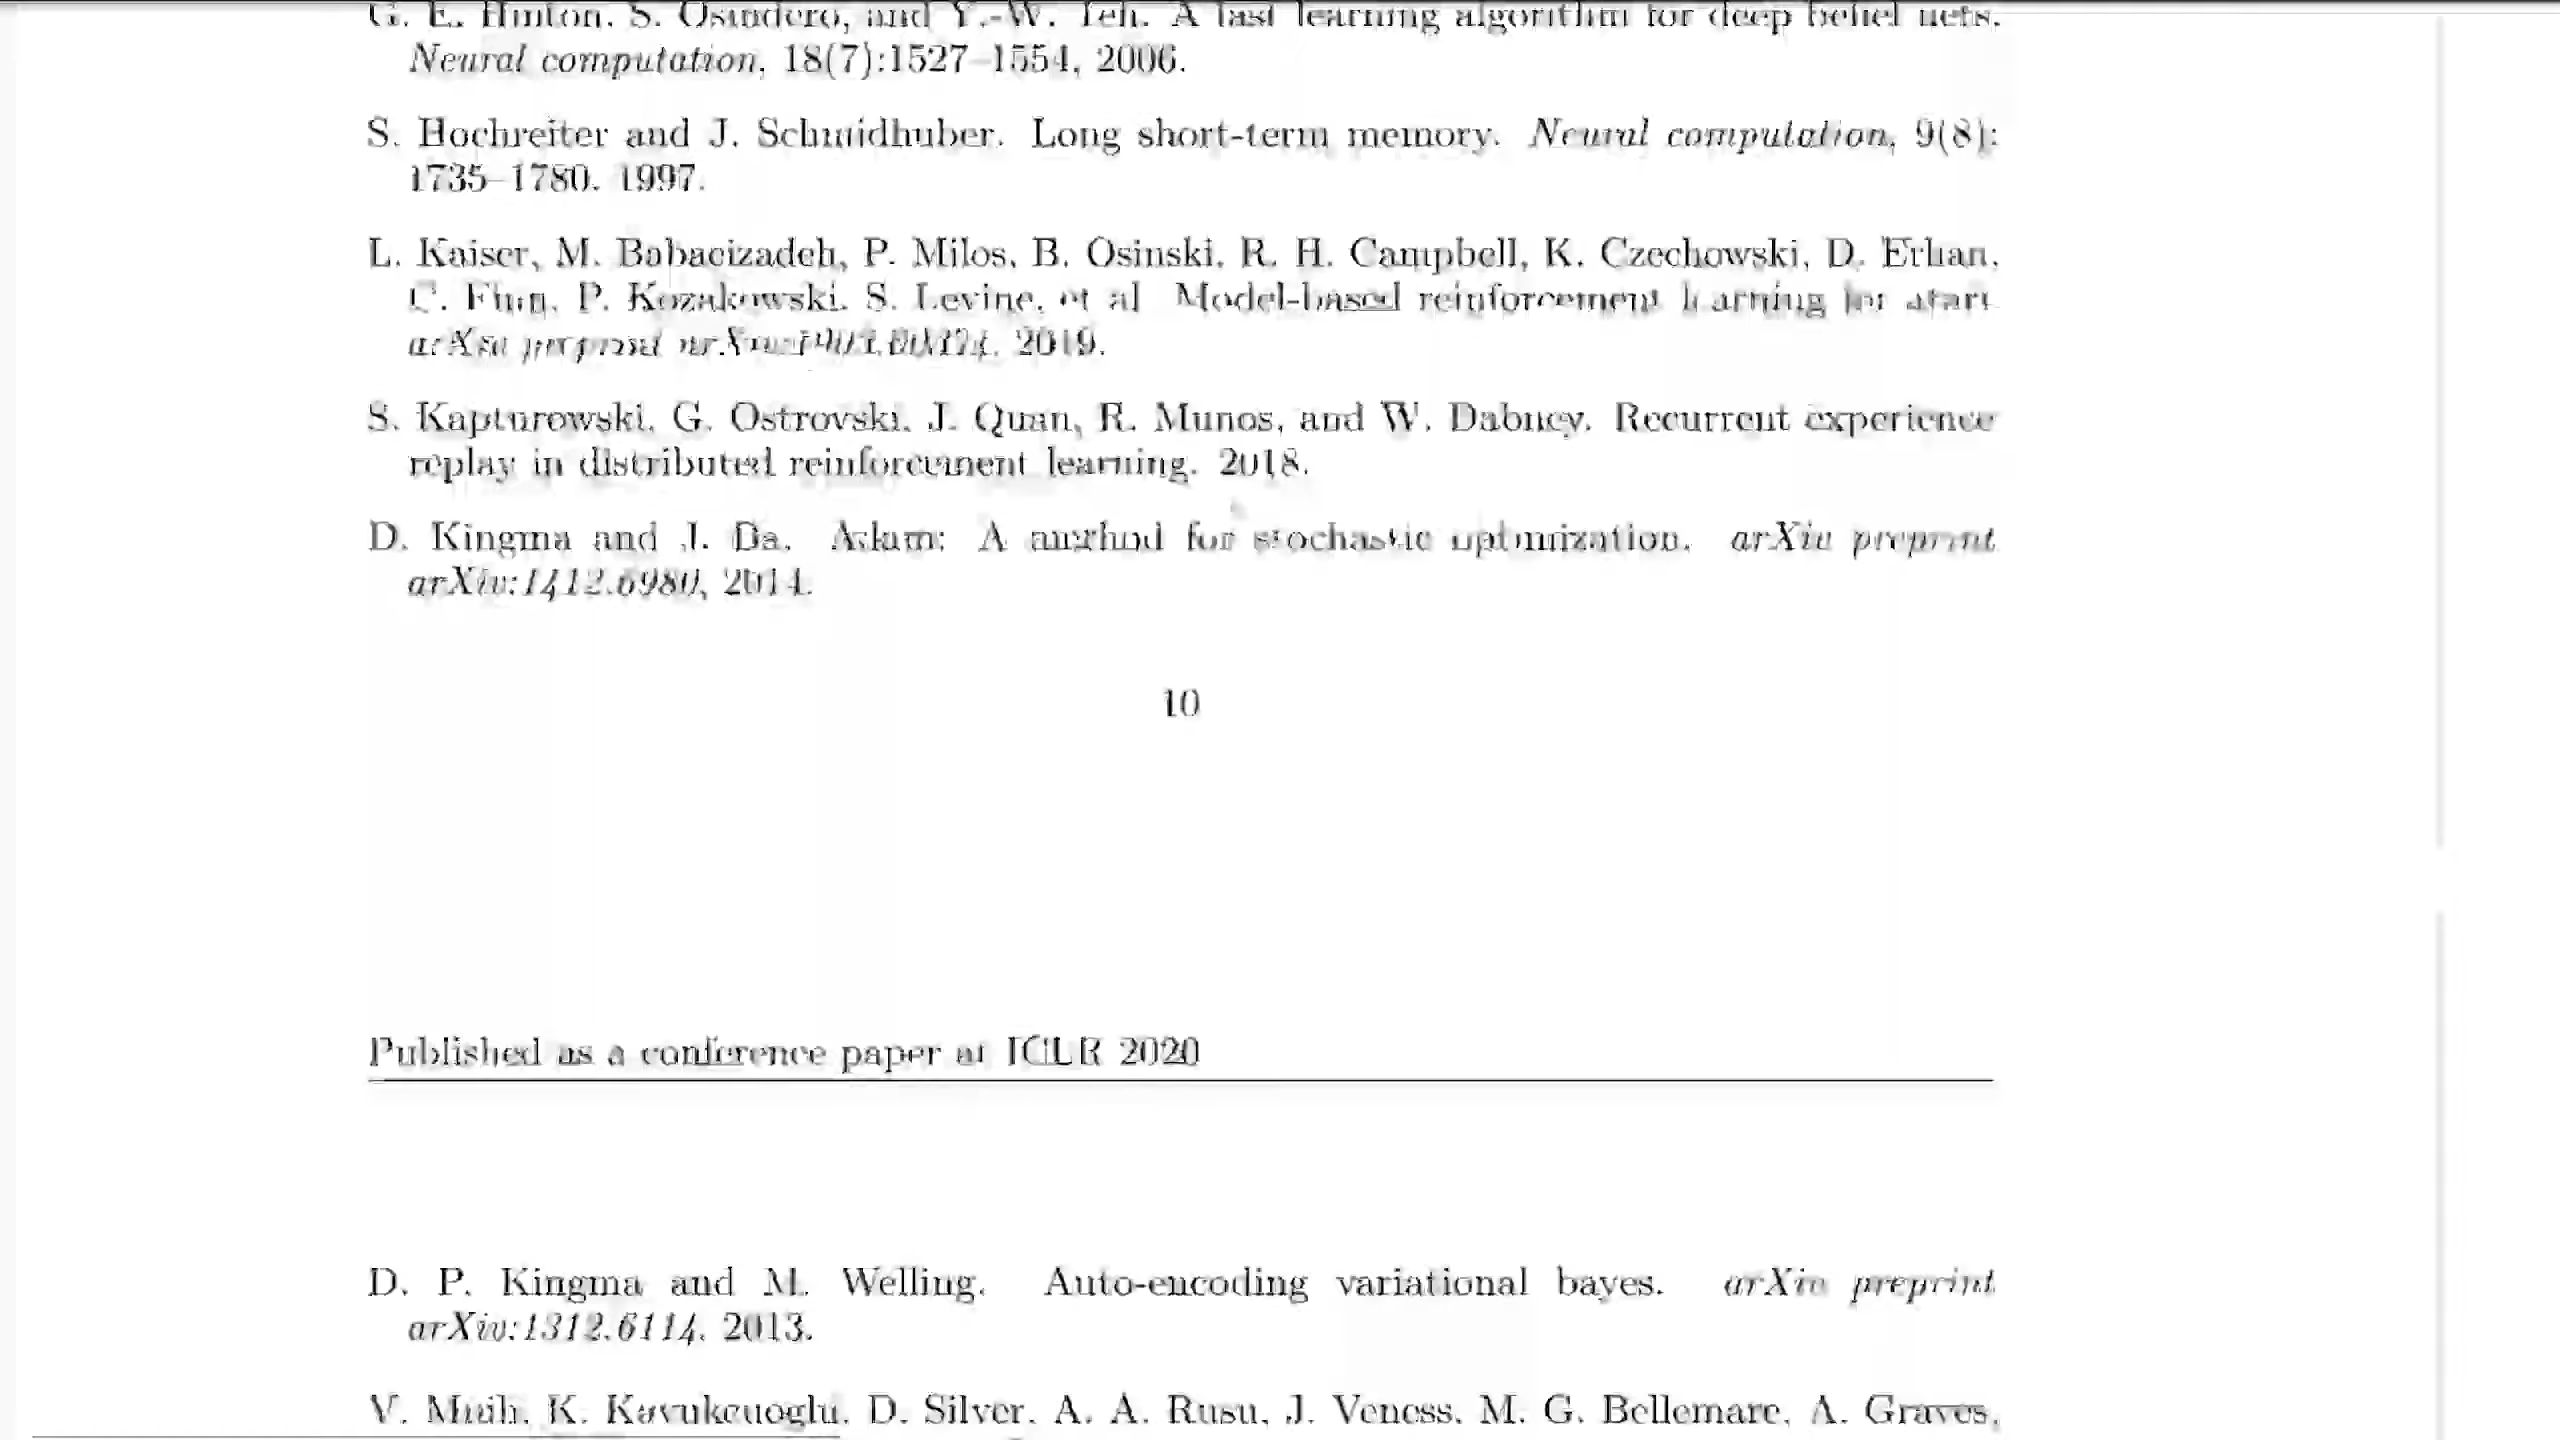 G. E. Hinton, S. Osindero, and Y.-W. Teh. A fast learning algorithm for deep belief nets.
Neural computation, 18(7):1527–1554, 2006.
S. Hochreiter and J. Schmidhuber. Long short-term memory. Neural computation, 9(8):
1735–1780, 1997.
L. Kaiser, M. Babaeizadeh, P. Milos, B. Osinski, R. H. Campbell, K. Czechowski, D. Erhan,
C. Finn, P. Kozakowski, S. Levine, et al. Model-based reinforcement learning for atari.
arXiv preprint 2019.
S. Kapturowski, G. Ostrovski, J. Quan, R. Munos, and W. Dabney. Recurrent experience
replay in distributed reinforcement learning. 2018.
D. Kingma and J. Ba. Adam: A method for stochastic optimization. arXiv preprint
arXiv:1412.6980, 2014.
10
Published as a conference paper at ICLR 2020
D. P. Kingma and M. Welling. Auto-encoding variational bayes. arXiv preprint
arXiv:1312.6114, 2013.
V. Mnih, K. Kavukcuoglu, D. Silver, A. A. Rusu, J. Veness, M. G. Bellemare, A. Graves,